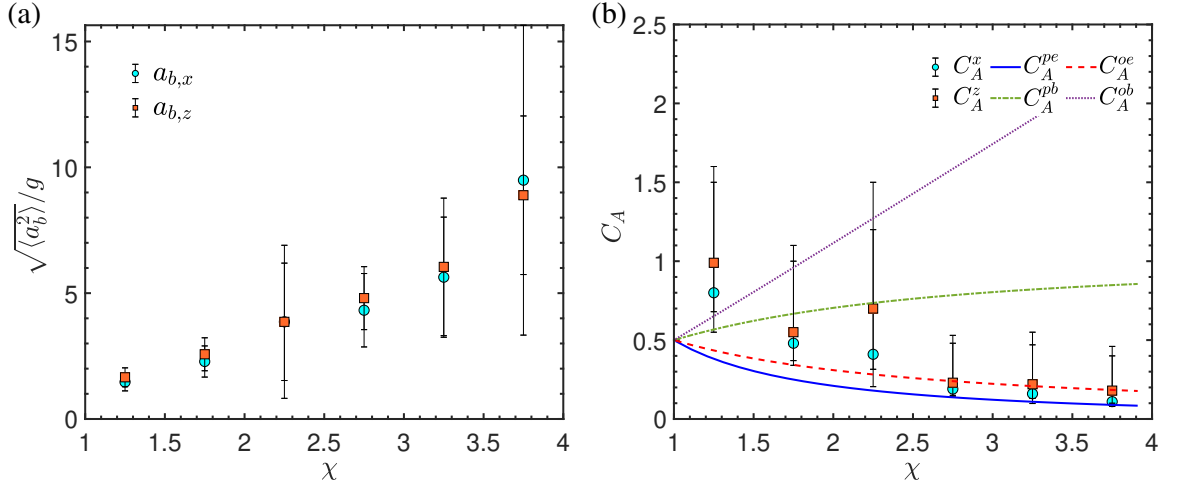 (a)
15
10
5
0
1 1.5 2 2.5 3 3.5 4
χ
√⟨a_b^2⟩/g
a_{b,x}
a_{b,z}
(b)
2.5
2
1.5
1
0.5
0
1 1.5 2 2.5 3 3.5 4
χ
C_A
C_A^x C_A^{pe} C_A^{oe}
C_A^z C_A^{pb} C_A^{ob}